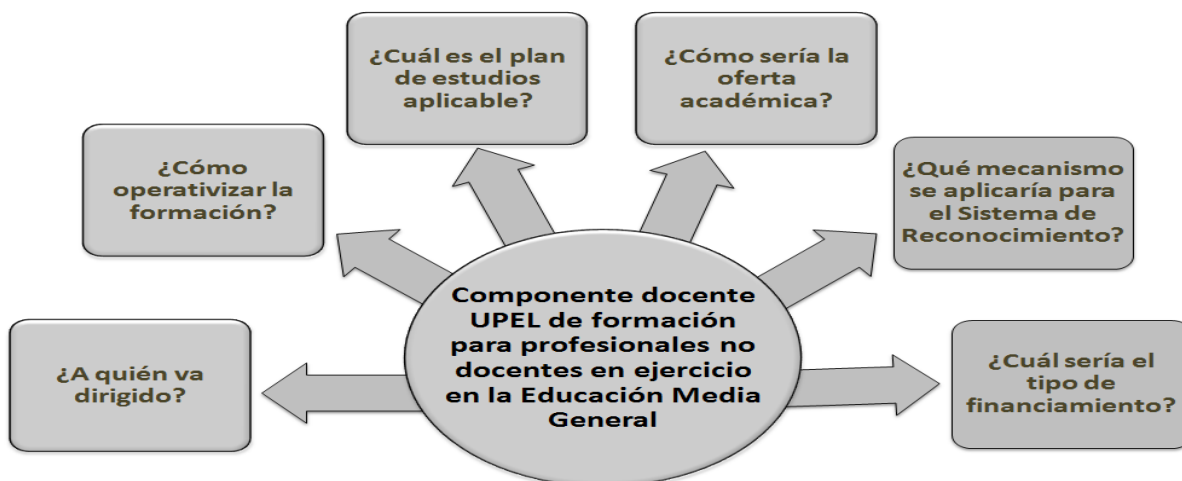 ¿Cuál es el plan
de estudios
aplicable?
¿Cómo sería la
oferta
académica?
¿Cómo
operativizar la
formación?
¿Qué mecanismo
se aplicaría para
el Sistema de
Reconocimiento?
¿A quién va
dirigido?
Componente docente
UPEL de formación
para profesionales no
docentes en ejercicio
en la Educación Media
General
¿Cuál sería el
tipo de
financiamiento?